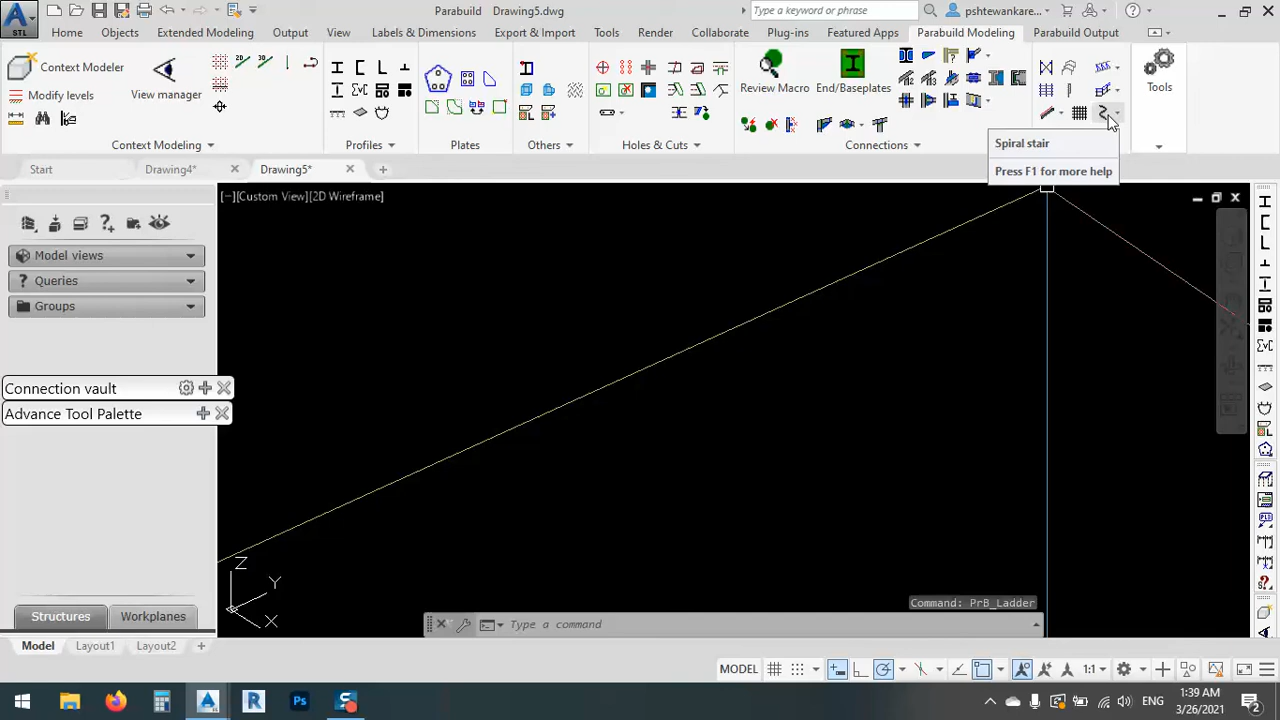 Parabuild
Drawing5.dwg
Type a keyword or phrase
pshtewankare...
STL
Home
Objects
Extended Modeling
Output
View
Labels & Dimensions
Export & Import
Tools
Render
Collaborate
Plug-ins
Featured Apps
Parabuild Modeling
Parabuild Output
Context Modeler
Modify levels
View manager
Context Modeling
Profiles
Plates
Others
Holes & Cuts
Review Macro
End/Baseplates
Connections
Tools
Spiral stair
Press F1 for more help
Start
Drawing4*
Drawing5*
[−][Custom View][2D Wireframe]
Model views
Queries
Groups
Connection vault
Advance Tool Palette
Structures
Workplanes
Z
Y
X
Command: PrB_Ladder
Type a command
Model
Layout1
Layout2
MODEL
1:1
ENG
1:39 AM
3/26/2021